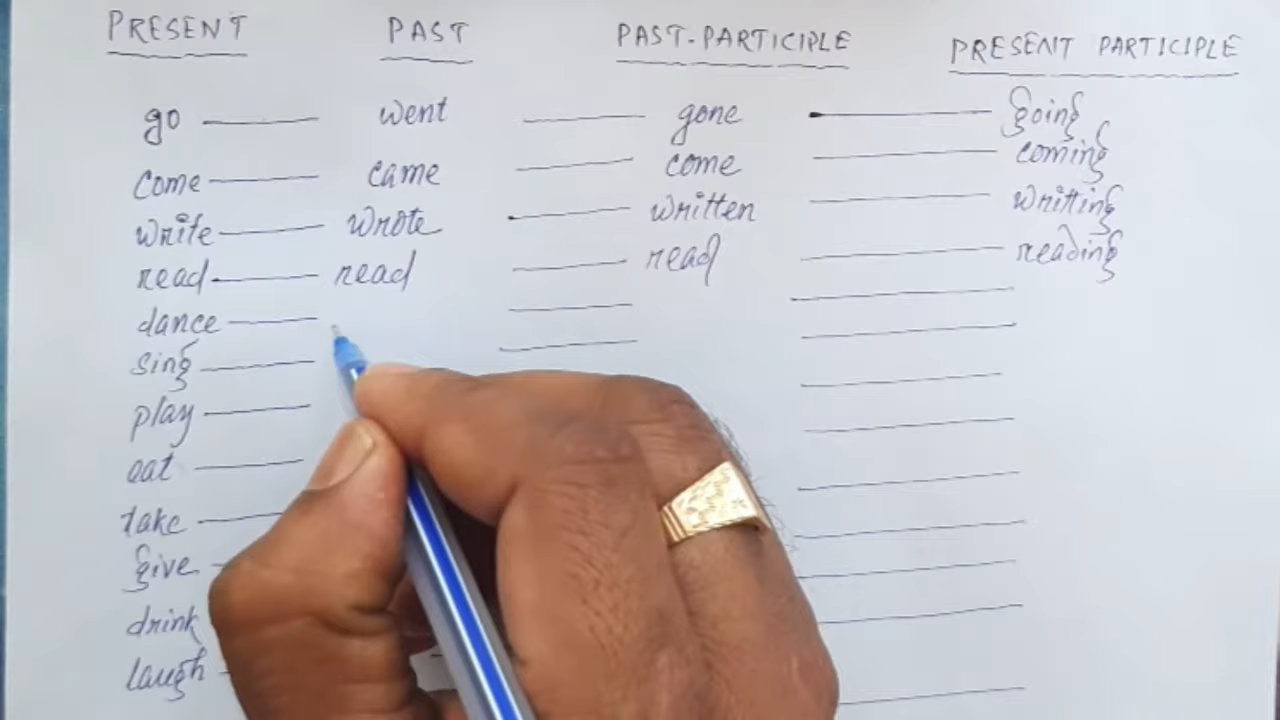 PRESENT PAST PAST-PARTICIPLE PRESENT PARTICIPLE
go went gone going
come came come coming
write wrote written writting
read read read reading
dance
sing
play
eat
take
give
drink
laugh